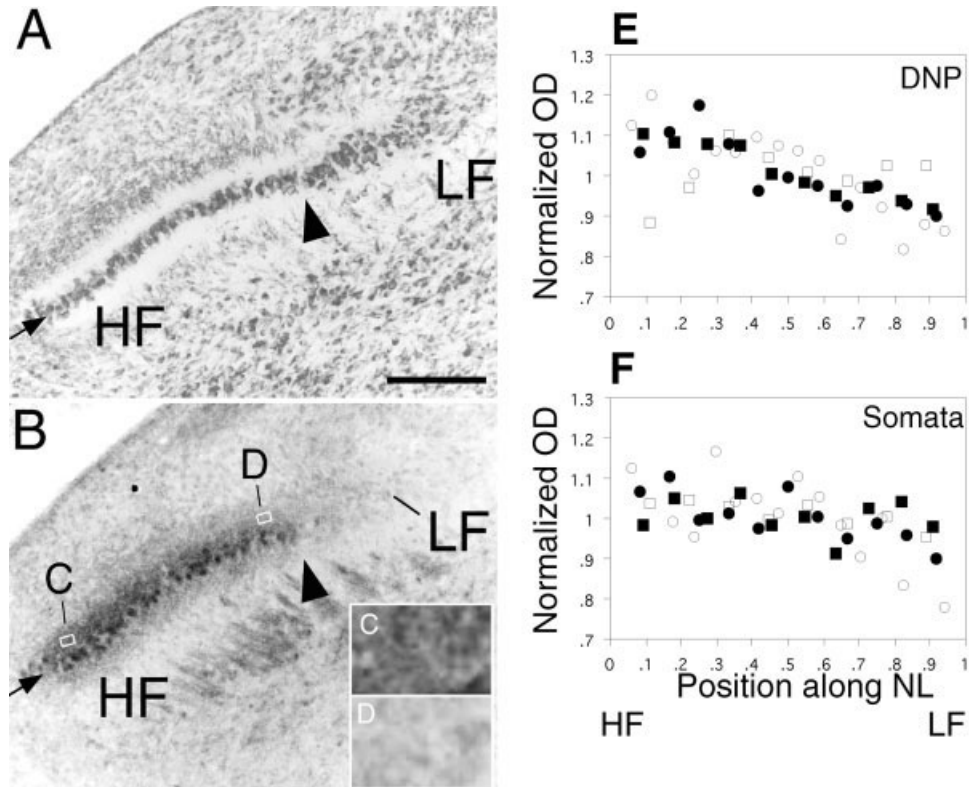 A
LF
HF
B
D
C
LF
HF
C
D
E
DNP
Normalized OD
1.3
1.2
1.1
1
.9
.8
.7
0 .1 .2 .3 .4 .5 .6 .7 .8 .9 1
F
Somata
Normalized OD
1.3
1.2
1.1
1
.9
.8
.7
0 .1 .2 .3 .4 .5 .6 .7 .8 .9 1
Position along NL
HF LF